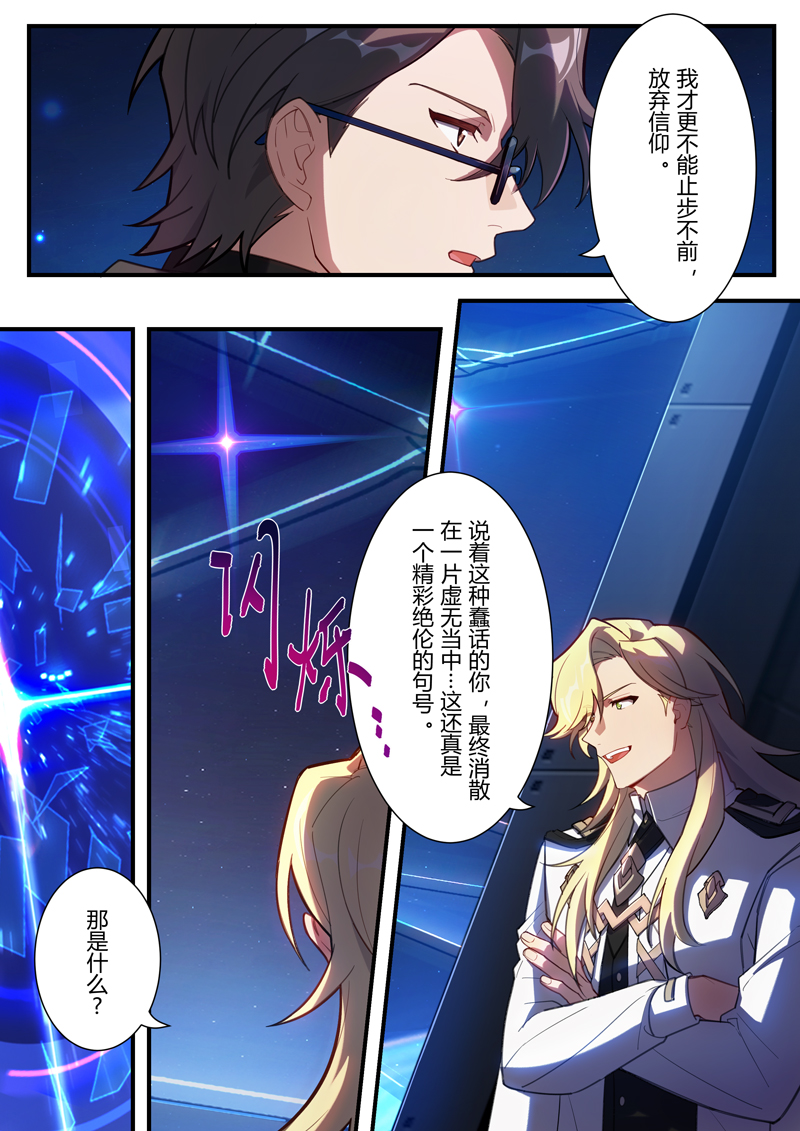 我才更不能止步不前，
放弃信仰。
说着这种蠢话的你，最终消散
在一片虚无当中…这还真是
一个精彩绝伦的句号。
闪烁…
那是什么？